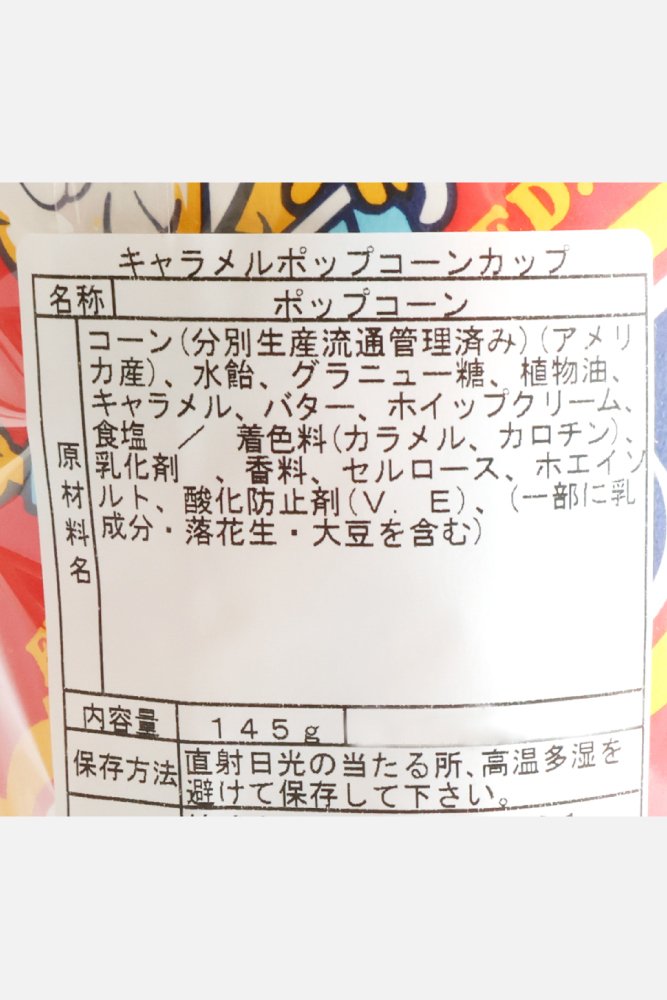 キャラメルポップコーンカップ
名称 ポップコーン
原材料名
コーン(分別生産流通管理済み)(アメリ
カ産)、水飴、グラニュー糖、植物油、
キャラメル、バター、ホイップクリーム、
食塩 / 着色料(カラメル、カロチン)、
乳化剤 、香料、セルロース、ホエイソ
ルト、酸化防止剤(V.E)、(一部に乳
成分・落花生・大豆を含む)
内容量 145g
保存方法 直射日光の当たる所、高温多湿を
避けて保存して下さい。